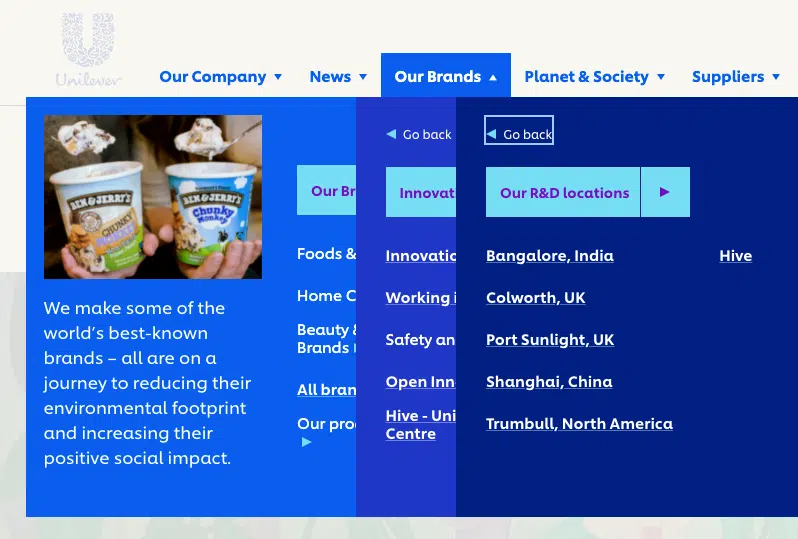 Unilever
Our Company
News
Our Brands
Planet & Society
Suppliers
BEN & JERRY'S
CHUNKY
BEN & JERRY'S
Chunky
Monkey
We make some of the
world's best-known
brands – all are on a
journey to reducing their
environmental footprint
and increasing their
positive social impact.
Our Br
Foods &
Home C
Beauty &
Brands
All bran
Our pro
Go back
Innovat
Innovatic
Working i
Safety an
Open Inn
Hive - Uni
Centre
Go back
Our R&D locations
Bangalore, India
Hive
Colworth, UK
Port Sunlight, UK
Shanghai, China
Trumbull, North America